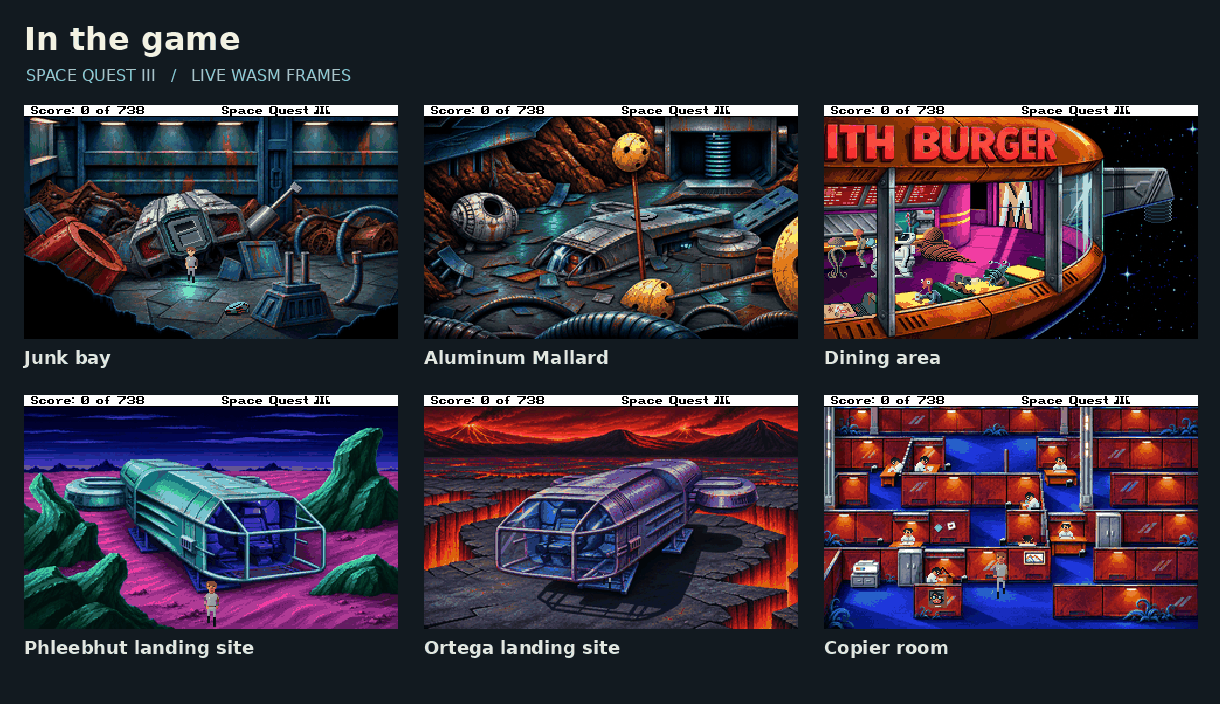 In the game
SPACE QUEST III / LIVE WASM FRAMES
Score: 0 of 738 Space Quest III
Score: 0 of 738 Space Quest III
Score: 0 of 738 Space Quest III
ITH BURGER
Junk bay
Aluminum Mallard
Dining area
Score: 0 of 738 Space Quest III
Score: 0 of 738 Space Quest III
Score: 0 of 738 Space Quest III
Phleebhut landing site
Ortega landing site
Copier room